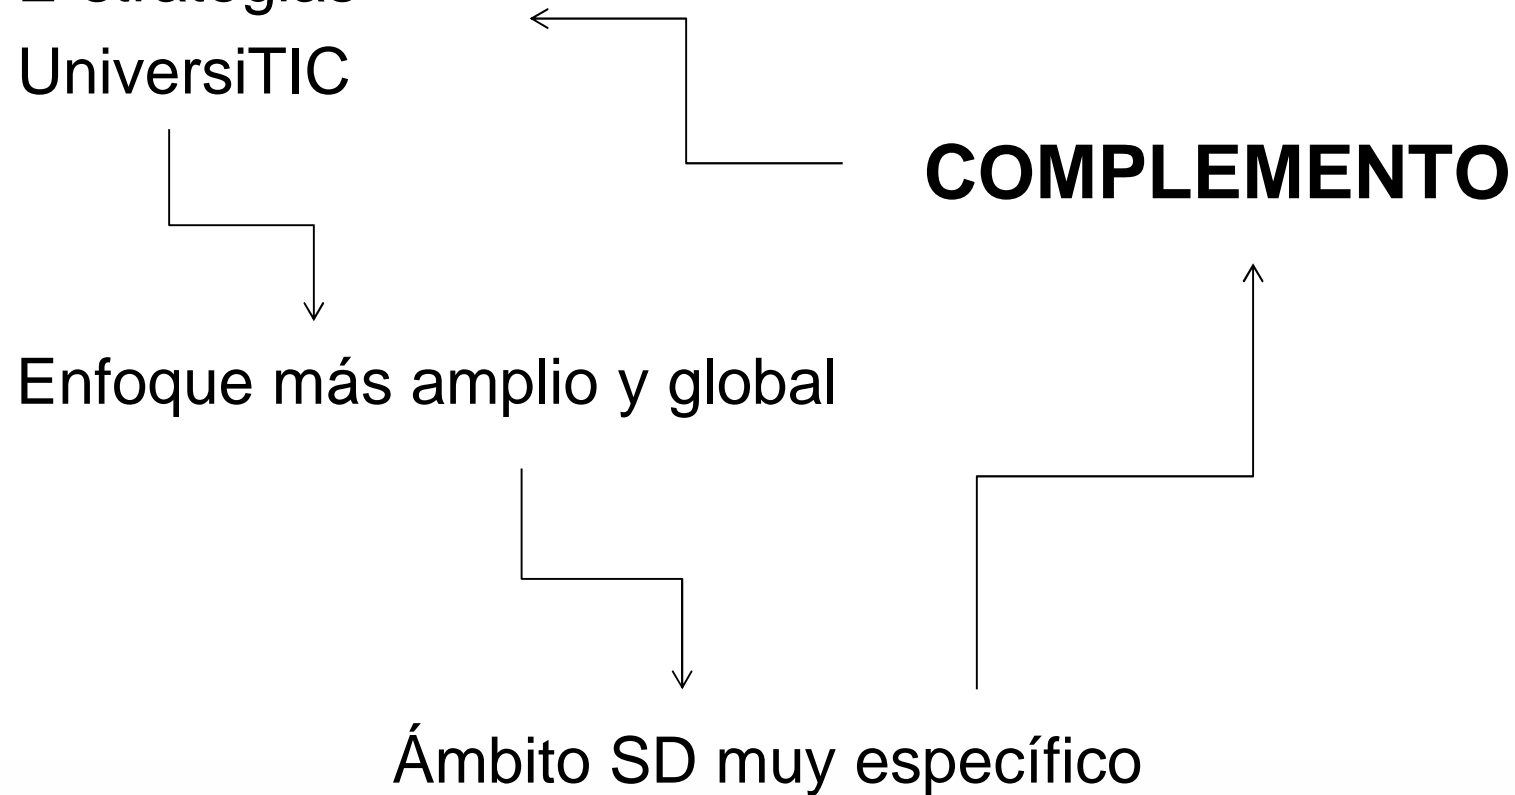 UniversiTIC
COMPLEMENTO
Enfoque más amplio y global
Ámbito SD muy específico